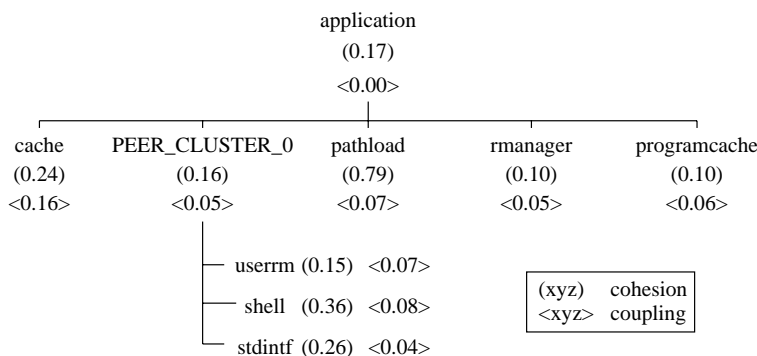 application
(0.17)
<0.00>
cache PEER_CLUSTER_0 pathload rmanager programcache
(0.24) (0.16) (0.79) (0.10) (0.10)
<0.16> <0.05> <0.07> <0.05> <0.06>
userrm (0.15) <0.07>
shell (0.36) <0.08>
stdintf (0.26) <0.04>
(xyz) cohesion
<xyz> coupling